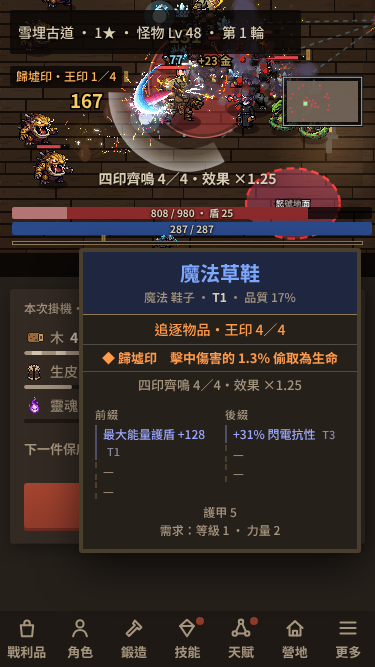 雪埋古道 · 1★ · 怪物 Lv 48 · 第 1 輪
77
+23 金
歸墟印・王印 1／4
167
四印齊鳴 4／4・效果 ×1.25
808 / 980 · 盾 25
287 / 287
魔法草鞋
魔法 鞋子 · T1 · 品質 17%
追逐物品・王印 4／4
◆ 歸墟印 擊中傷害的 1.3% 偷取為生命
四印齊鳴 4／4・效果 ×1.25
前綴
後綴
最大能量護盾 +128 T1
+31% 閃電抗性 T3
—
—
—
—
護甲 5
需求：等級 1 · 力量 2
本次掛機
木 4
生皮
靈魂
下一件保
戰利品
角色
鍛造
技能
天賦
營地
更多